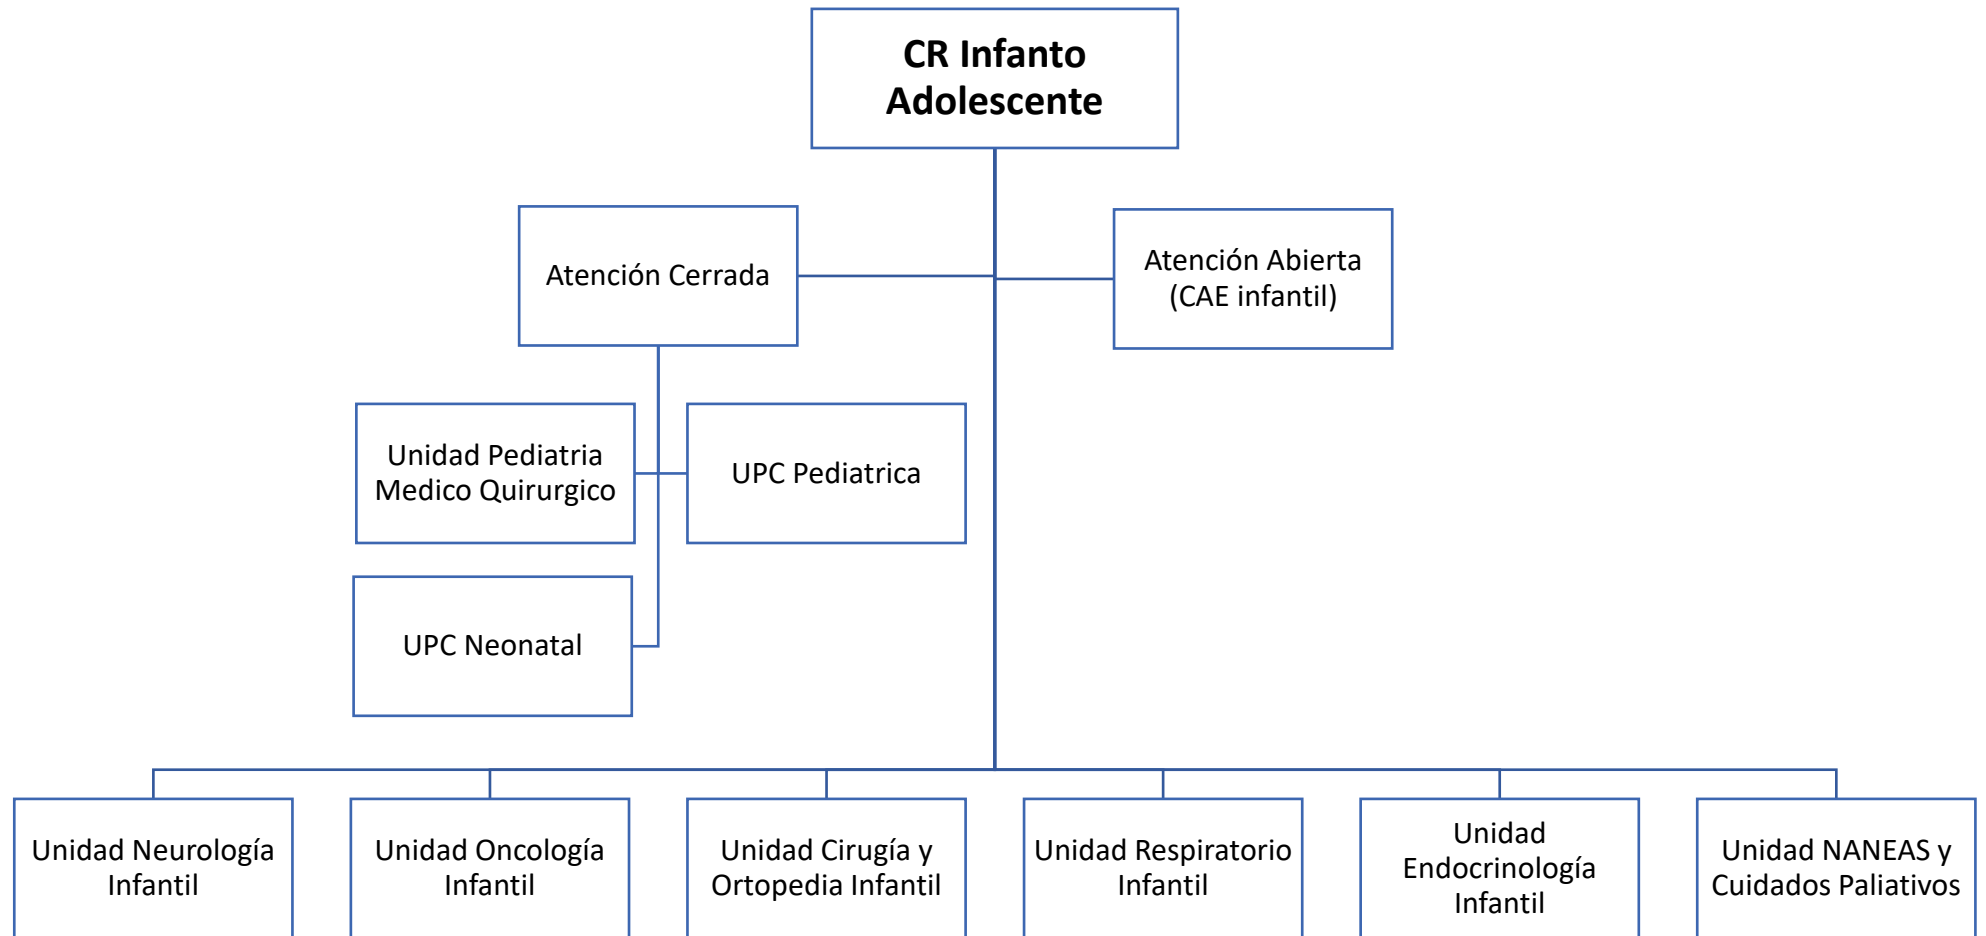 CR Infanto
Adolescente
Atención Cerrada
Atención Abierta
(CAE infantil)
Unidad Pediatria
Medico Quirurgico
UPC Pediatrica
UPC Neonatal
Unidad Neurología
Infantil
Unidad Oncología
Infantil
Unidad Cirugía y
Ortopedia Infantil
Unidad Respiratorio
Infantil
Unidad
Endocrinología
Infantil
Unidad NANEAS y
Cuidados Paliativos